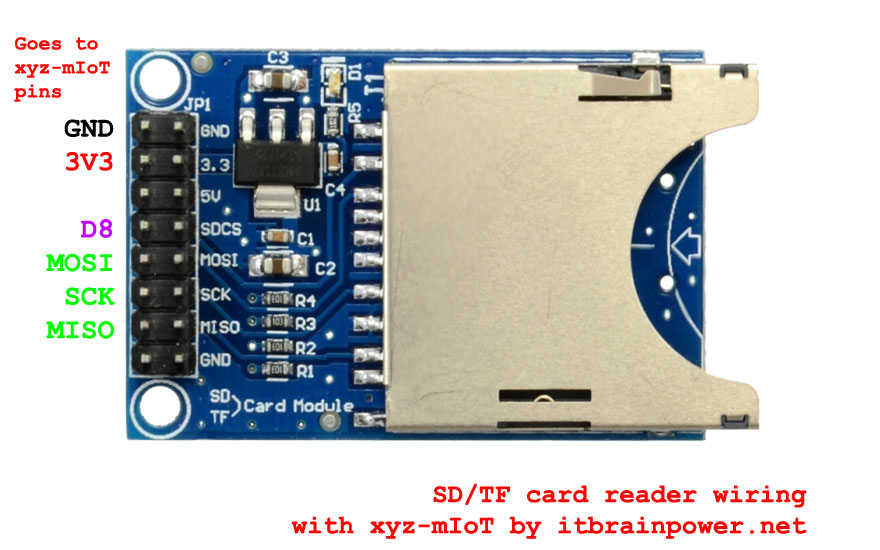 Goes to
xyz-mIoT
pins
C3
D1
T1
JP1
R5
GND GND
3V3 3.3
C4
5V
U1
D8 SDCS
C1
MOSI MOSI
C2
SCK SCK
R4
MISO MISO
R3
R2
GND
R1
SD
TF
Card Module
SD/TF card reader wiring
with xyz-mIoT by itbrainpower.net